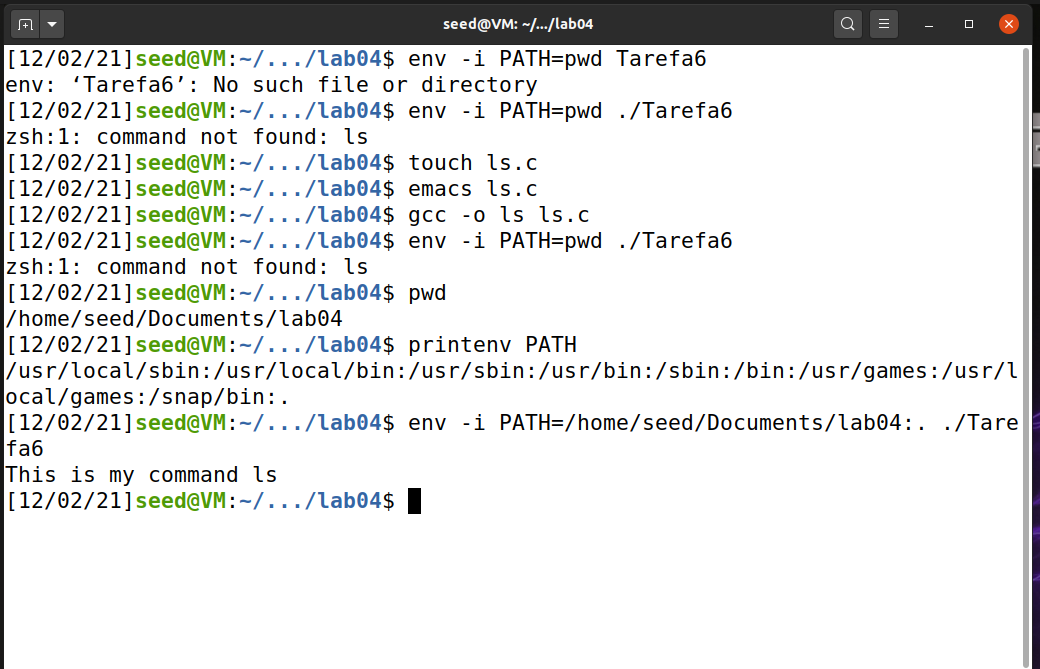 seed@VM: ~/.../lab04
[12/02/21]seed@VM:~/.../lab04$ env -i PATH=pwd Tarefa6
env: ‘Tarefa6’: No such file or directory
[12/02/21]seed@VM:~/.../lab04$ env -i PATH=pwd ./Tarefa6
zsh:1: command not found: ls
[12/02/21]seed@VM:~/.../lab04$ touch ls.c
[12/02/21]seed@VM:~/.../lab04$ emacs ls.c
[12/02/21]seed@VM:~/.../lab04$ gcc -o ls ls.c
[12/02/21]seed@VM:~/.../lab04$ env -i PATH=pwd ./Tarefa6
zsh:1: command not found: ls
[12/02/21]seed@VM:~/.../lab04$ pwd
/home/seed/Documents/lab04
[12/02/21]seed@VM:~/.../lab04$ printenv PATH
/usr/local/sbin:/usr/local/bin:/usr/sbin:/usr/bin:/sbin:/bin:/usr/games:/usr/l
ocal/games:/snap/bin:.
[12/02/21]seed@VM:~/.../lab04$ env -i PATH=/home/seed/Documents/lab04:. ./Tare
fa6
This is my command ls
[12/02/21]seed@VM:~/.../lab04$